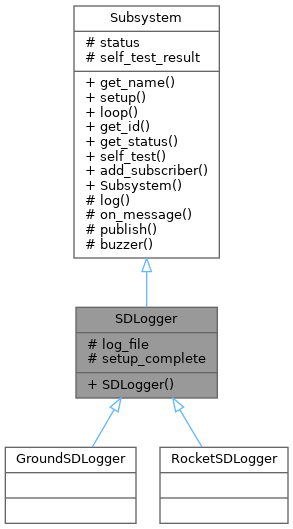 Subsystem
# status
# self_test_result
+ get_name()
+ setup()
+ loop()
+ get_id()
+ get_status()
+ self_test()
+ add_subscriber()
+ Subsystem()
# log()
# on_message()
# publish()
# buzzer()
SDLogger
# log_file
# setup_complete
+ SDLogger()
GroundSDLogger
RocketSDLogger